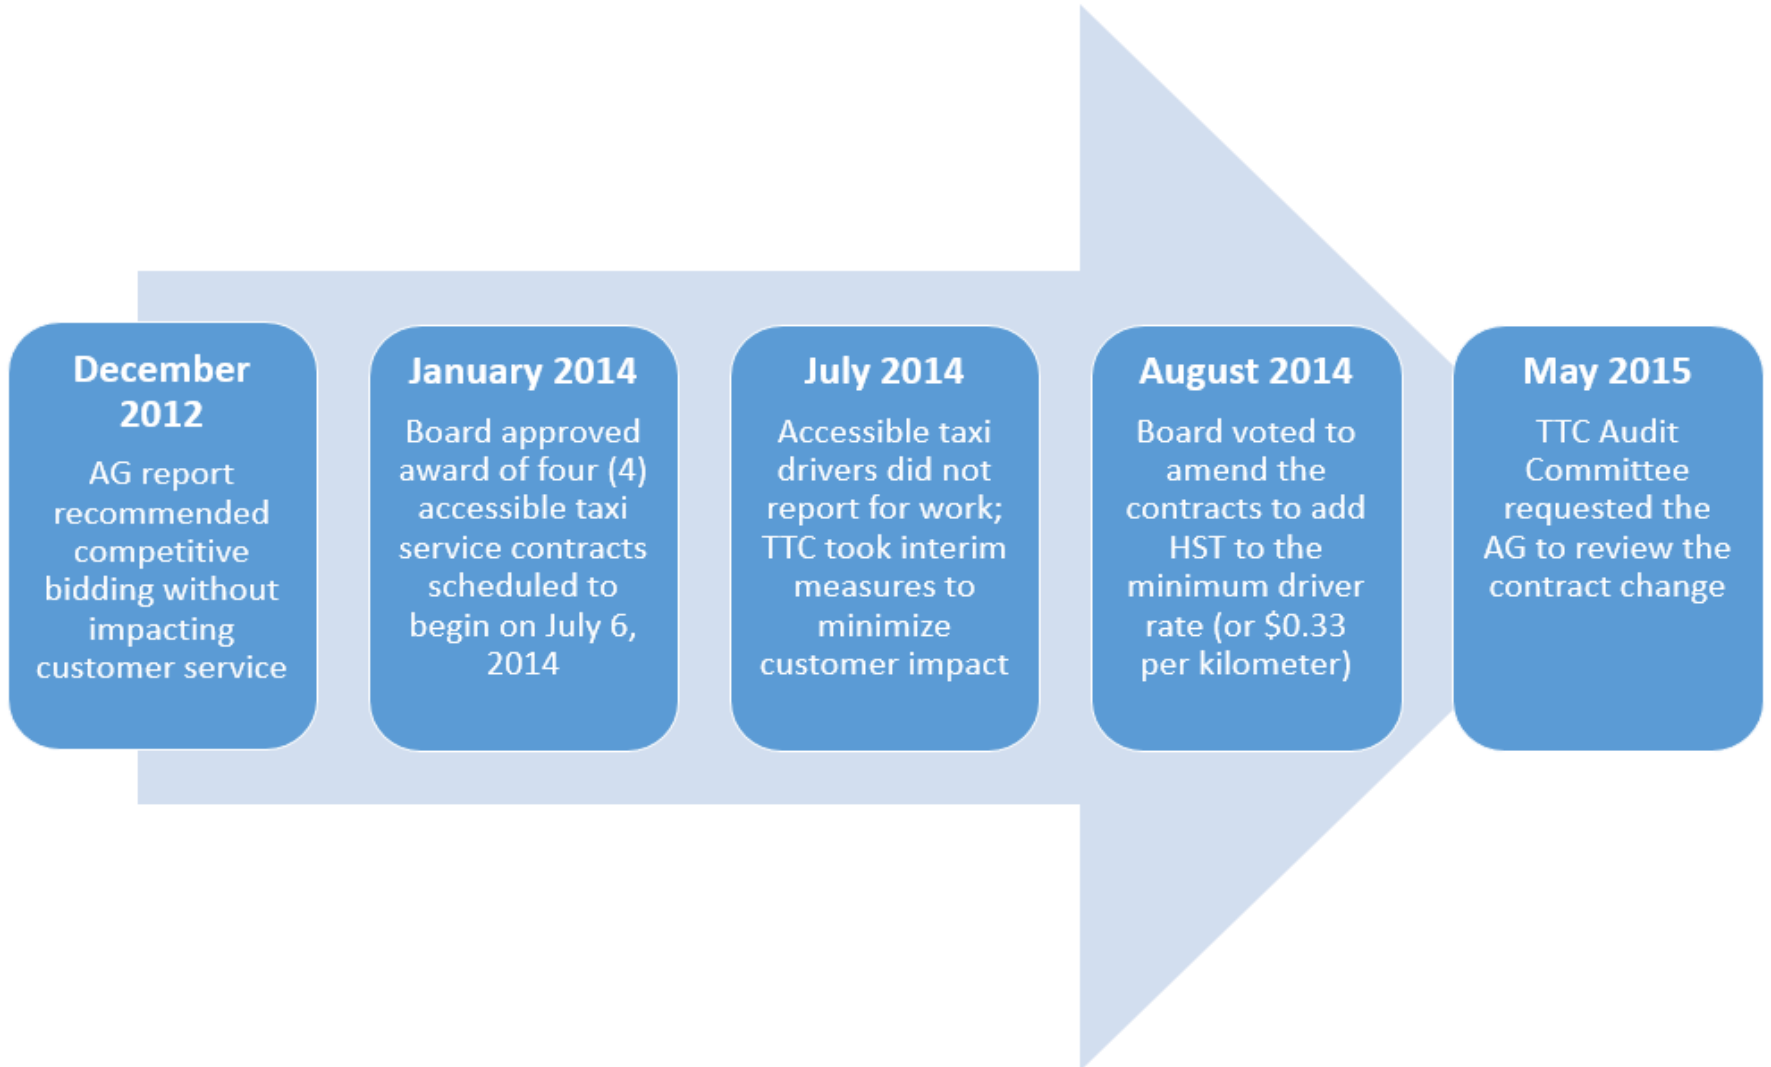 December
2012
AG report
recommended
competitive
bidding without
impacting
customer service
January 2014
Board approved
award of four (4)
accessible taxi
service contracts
scheduled to
begin on July 6,
2014
July 2014
Accessible taxi
drivers did not
report for work;
TTC took interim
measures to
minimize
customer impact
August 2014
Board voted to
amend the
contracts to add
HST to the
minimum driver
rate (or $0.33
per kilometer)
May 2015
TTC Audit
Committee
requested the
AG to review the
contract change